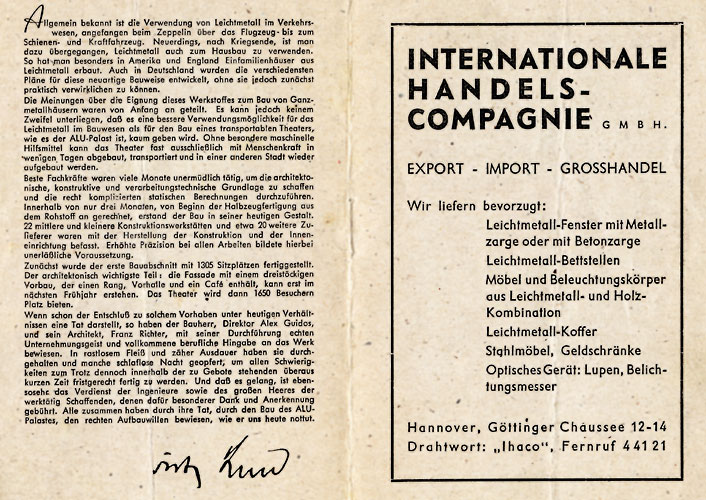 Allgemein bekannt ist die Verwendung von Leichtmetall im Verkehrs-
wesen, angefangen beim Zeppelin über das Flugzeug- bis zum
Schienen- und Kraftfahrzeug. Neuerdings, nach Kriegsende, ist man
dazu übergegangen, Leichtmetall auch zum Hausbau zu verwenden.
So hat man besonders in Amerika und England Einfamilienhäuser aus
Leichtmetall erbaut. Auch in Deutschland wurden die verschiedensten
Pläne für diese neuartige Bauweise entwickelt, ohne sie jedoch zunächst
praktisch verwirklichen zu können.
Die Meinungen über die Eignung dieses Werkstoffes zum Bau von Ganz-
metallhäusern waren von Anfang an geteilt. Es kann jedoch keinem
Zweifel unterliegen, daß es eine bessere Verwendungsmöglichkeit für das
Leichtmetall im Bauwesen als für den Bau eines transportablen Theaters,
wie es der ALU-Palast ist, kaum geben wird. Ohne besondere maschinelle
Hilfsmittel kann das Theater fast ausschließlich mit Menschenkraft in
wenigen Tagen abgebaut, transportiert und in einer anderen Stadt wieder
aufgebaut werden.
Beste Fachkräfte waren viele Monate unermüdlich tätig, um die architekto-
nische, konstruktive und verarbeitungstechnische Grundlage zu schaffen
und die recht komplizierten statischen Berechnungen durchzuführen.
Innerhalb von nur drei Monaten, von Beginn der Halbzeugfertigung aus
dem Rohstoff an gerechnet, erstand der Bau in seiner heutigen Gestalt.
22 mittlere und kleinere Konstruktionswerkstätten und etwa 20 weitere Zu-
lieferer waren mit der Herstellung der Konstruktion und der Innen-
einrichtung befasst. Erhöhte Präzision bei allen Arbeiten bildete hierbei
unerläßliche Voraussetzung.
Zunächst wurde der erste Bauabschnitt mit 1305 Sitzplätzen fertiggestellt.
Der architektonisch wichtigste Teil: die Fassade mit einem dreistöckigen
Vorbau, der einen Rang, Vorhalle und ein Café enthält, kann erst im
nächsten Frühjahr erstehen. Das Theater wird dann 1650 Besuchern
Platz bieten.
Wenn schon der Entschluß zu solchem Vorhaben unter heutigen Verhält-
nissen eine Tat darstellt, so haben der Bauherr, Direktor Alex Guidos,
und sein Architekt, Franz Richter, mit seiner Durchführung echten
Unternehmungsgeist und vollkommene berufliche Hingabe an das Werk
bewiesen. In rastlosem Fleiß und zäher Ausdauer haben sie durch-
gehalten und manche schlaflose Nacht geopfert, um allen Schwierig-
keiten zum Trotz dennoch innerhalb der zu Gebote stehenden überaus
kurzen Zeit fristgerecht fertig zu werden. Und daß es gelang, ist eben-
sosehr das Verdienst der Ingenieure sowie des großen Heeres der
werktätig Schaffenden, denen dafür besonderer Dank und Anerkennung
gebührt. Alle zusammen haben durch ihre Tat, durch den Bau des ALU-
Palastes, den rechten Aufbauwillen bewiesen, wie er uns heute nottut.
INTERNATIONALE
HANDELS-
COMPAGNIE GMBH.
EXPORT - IMPORT - GROSSHANDEL
Wir liefern bevorzugt:
Leichtmetall-Fenster mit Metall-
zarge oder mit Betonzarge
Leichtmetall-Bettstellen
Möbel und Beleuchtungskörper
aus Leichtmetall- und Holz-
Kombination
Leichtmetall-Koffer
Stahlmöbel, Geldschränke
Optisches Gerät: Lupen, Belich-
tungsmesser
Hannover, Göttinger Chaussee 12-14
Drahtwort: „Ihaco", Fernruf 4 41 21